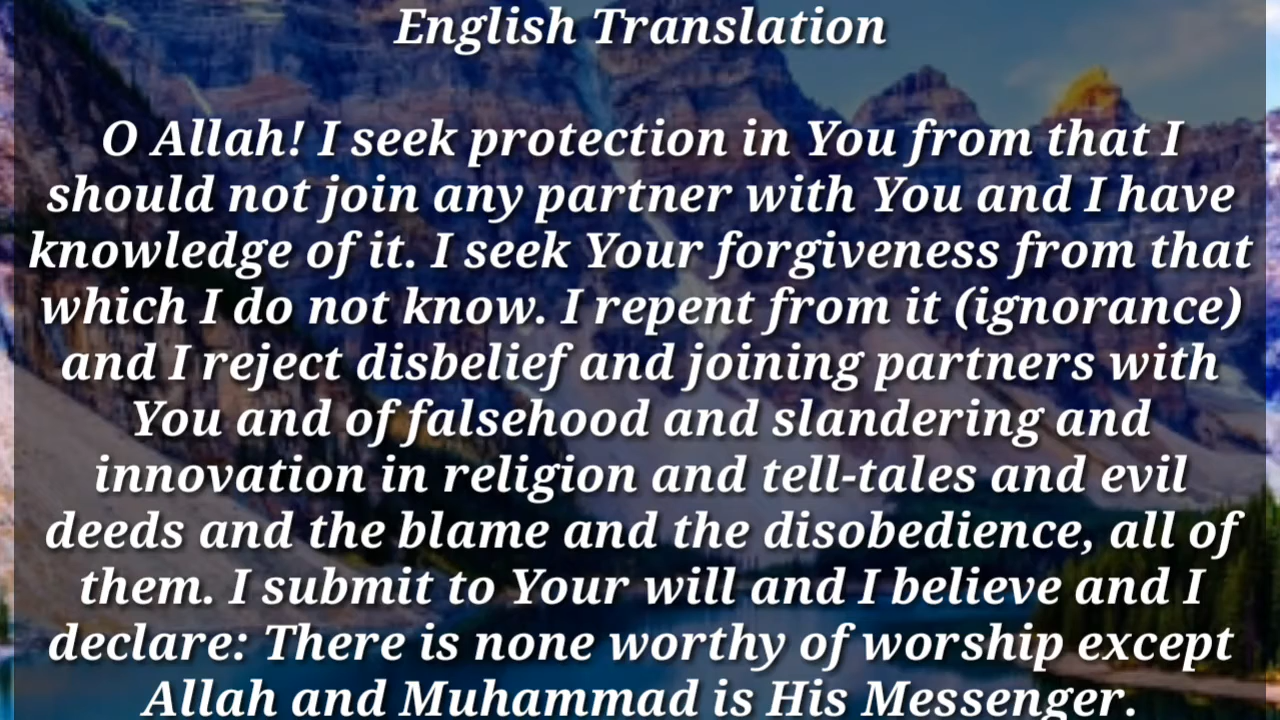 English Translation
O Allah! I seek protection in You from that I
should not join any partner with You and I have
knowledge of it. I seek Your forgiveness from that
which I do not know. I repent from it (ignorance)
and I reject disbelief and joining partners with
You and of falsehood and slandering and
innovation in religion and tell-tales and evil
deeds and the blame and the disobedience, all of
them. I submit to Your will and I believe and I
declare: There is none worthy of worship except
Allah and Muhammad is His Messenger.